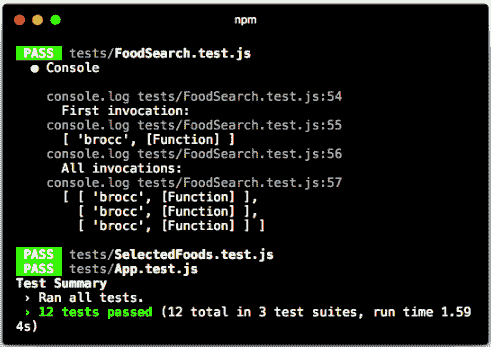 npm
PASS tests/FoodSearch.test.js
● Console
console.log tests/FoodSearch.test.js:54
First invocation:
console.log tests/FoodSearch.test.js:55
[ 'brocc', [Function] ]
console.log tests/FoodSearch.test.js:56
All invocations:
console.log tests/FoodSearch.test.js:57
[ [ 'brocc', [Function] ],
[ 'brocc', [Function] ],
[ 'brocc', [Function] ] ]
PASS tests/SelectedFoods.test.js
PASS tests/App.test.js
Test Summary
› Ran all tests.
› 12 tests passed (12 total in 3 test suites, run time 1.59
4s)